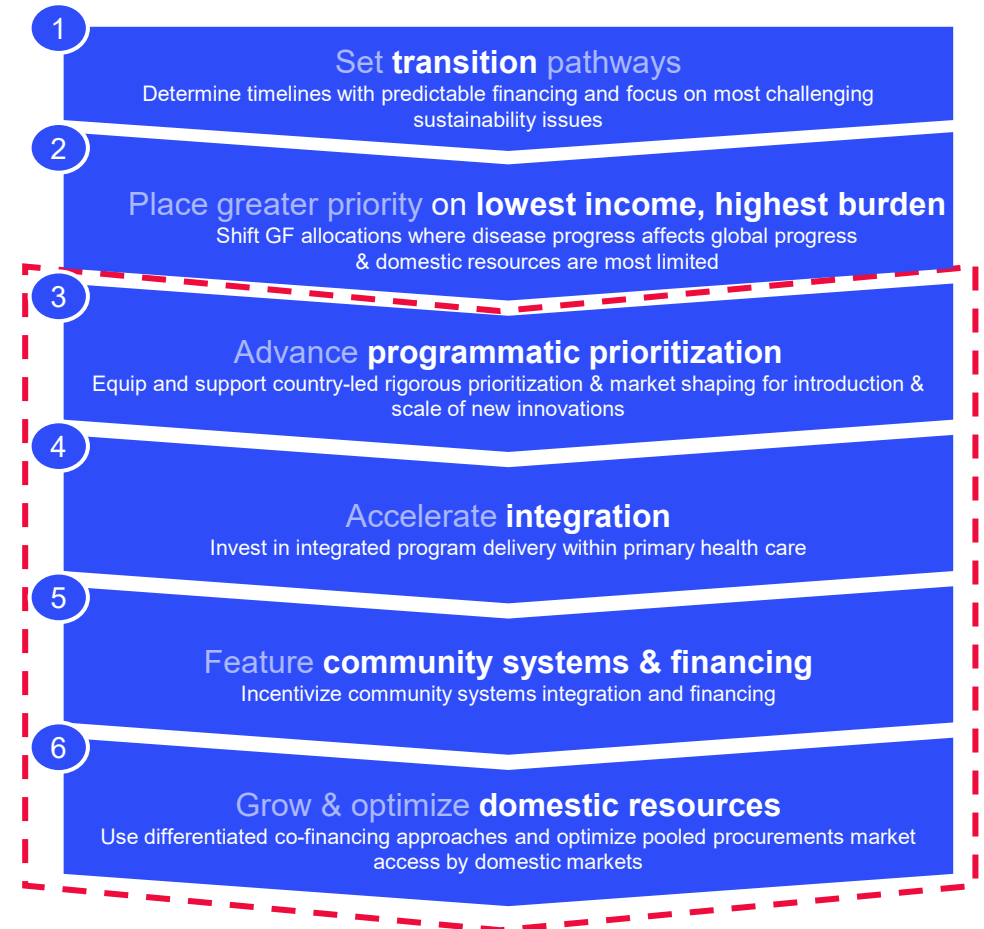 1
Set transition pathways
Determine timelines with predictable financing and focus on most challenging
sustainability issues
2
Place greater priority on lowest income, highest burden
Shift GF allocations where disease progress affects global progress
& domestic resources are most limited
3
Advance programmatic prioritization
Equip and support country-led rigorous prioritization & market shaping for introduction &
scale of new innovations
4
Accelerate integration
Invest in integrated program delivery within primary health care
5
Feature community systems & financing
Incentivize community systems integration and financing
6
Grow & optimize domestic resources
Use differentiated co-financing approaches and optimize pooled procurements market
access by domestic markets